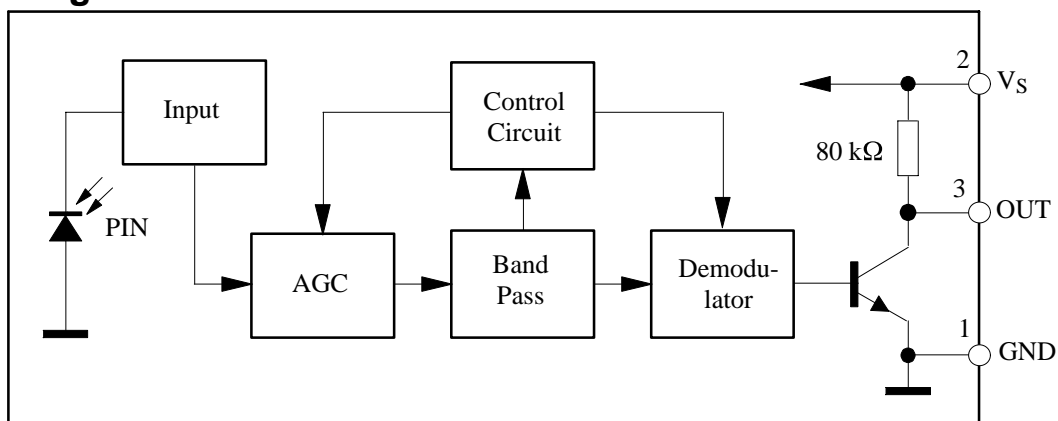 Input
Control
Circuit
2
VS
80 kΩ
3
OUT
PIN
AGC
Band
Pass
Demodu-
lator
1
GND